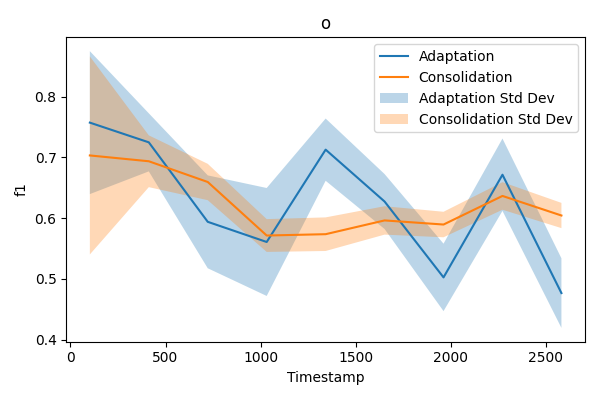 o
Adaptation
Consolidation
Adaptation Std Dev
Consolidation Std Dev
f1
0.8
0.7
0.6
0.5
0.4
0 500 1000 1500 2000 2500
Timestamp